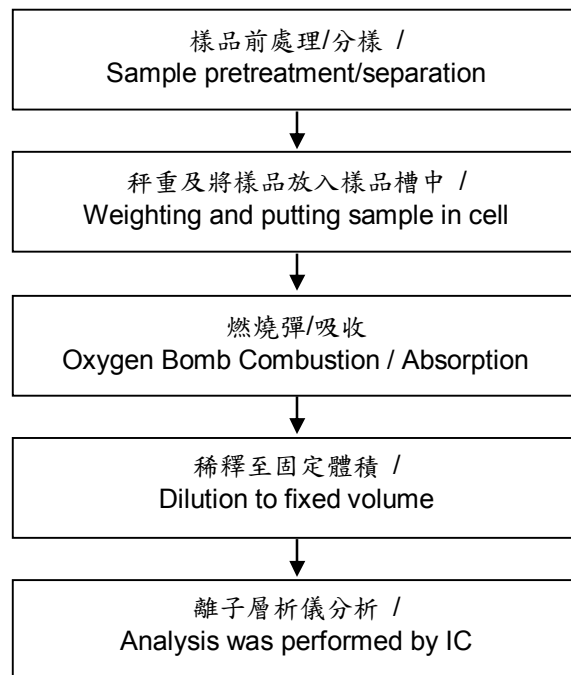 樣品前處理/分樣 /
Sample pretreatment/separation
秤重及將樣品放入樣品槽中 /
Weighting and putting sample in cell
燃燒彈/吸收
Oxygen Bomb Combustion / Absorption
稀釋至固定體積 /
Dilution to fixed volume
離子層析儀分析 /
Analysis was performed by IC